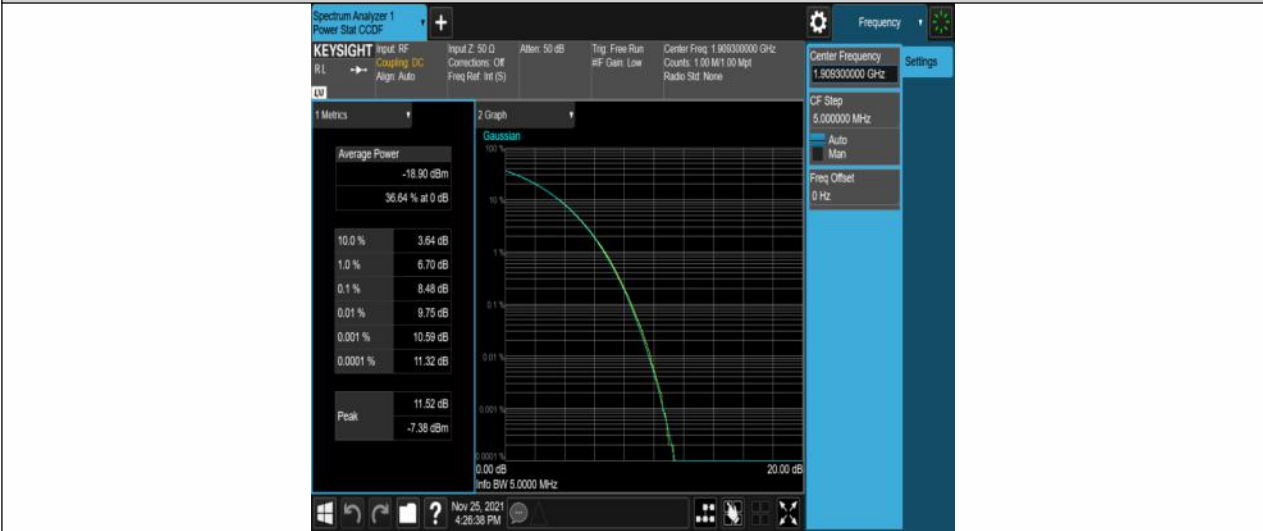 Spectrum Analyzer 1
Power Stat CCDF
+
Frequency
KEYSIGHT
R L
LV
Input: RF
Coupling: DC
Align: Auto
Input Z: 50 Ω
Corrections: Off
Freq Ref: Int (S)
Atten: 50 dB
Trig: Free Run
#IF Gain: Low
Center Freq: 1.909300000 GHz
Counts: 1.00 M/1.00 Mpt
Radio Std: None
Center Frequency
1.909300000 GHz
Settings
CF Step
5.000000 MHz
Auto
Man
Freq Offset
0 Hz
1 Metrics
Average Power
-18.90 dBm
36.64 % at 0 dB
10.0 % 3.64 dB
1.0 % 6.70 dB
0.1 % 8.48 dB
0.01 % 9.75 dB
0.001 % 10.59 dB
0.0001 % 11.32 dB
Peak
11.52 dB
-7.38 dBm
2 Graph
Gaussian
100 %
10 %
1 %
0.1 %
0.01 %
0.001 %
0.0001 %
0.00 dB 20.00 dB
Info BW 5.0000 MHz
?
Nov 25, 2021
4:26:38 PM